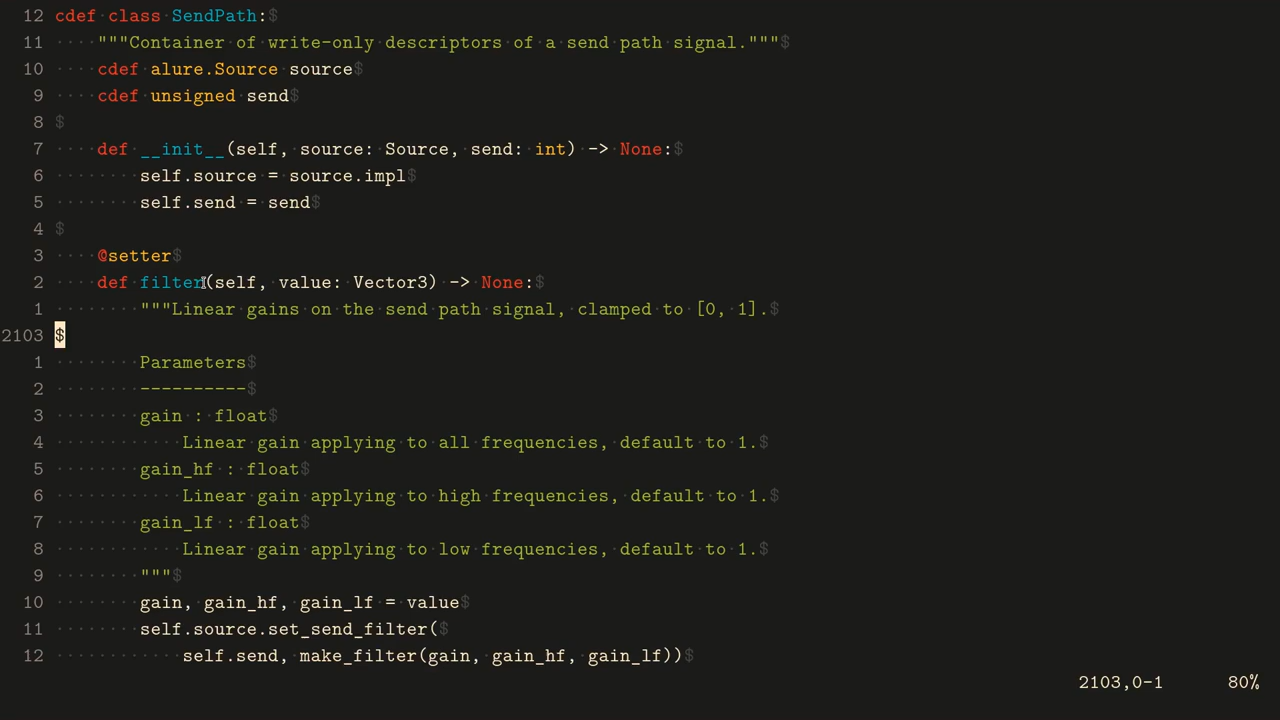 12 cdef class SendPath:$
11 ····"""Container of write-only descriptors of a send path signal."""$
10 ····cdef alure.Source source$
9 ····cdef unsigned send$
8 $
7 ····def __init__(self, source: Source, send: int) -> None:$
6 ········self.source = source.impl$
5 ········self.send = send$
4 $
3 ····@setter$
2 ····def filter(self, value: Vector3) -> None:$
1 ········"""Linear gains on the send path signal, clamped to [0, 1].$
2103 $
1 ········Parameters$
2 ········----------$
3 ········gain : float$
4 ············Linear gain applying to all frequencies, default to 1.$
5 ········gain_hf : float$
6 ············Linear gain applying to high frequencies, default to 1.$
7 ········gain_lf : float$
8 ············Linear gain applying to low frequencies, default to 1.$
9 ········"""$
10 ········gain, gain_hf, gain_lf = value$
11 ········self.source.set_send_filter($
12 ············self.send, make_filter(gain, gain_hf, gain_lf))$
2103,0-1 80%